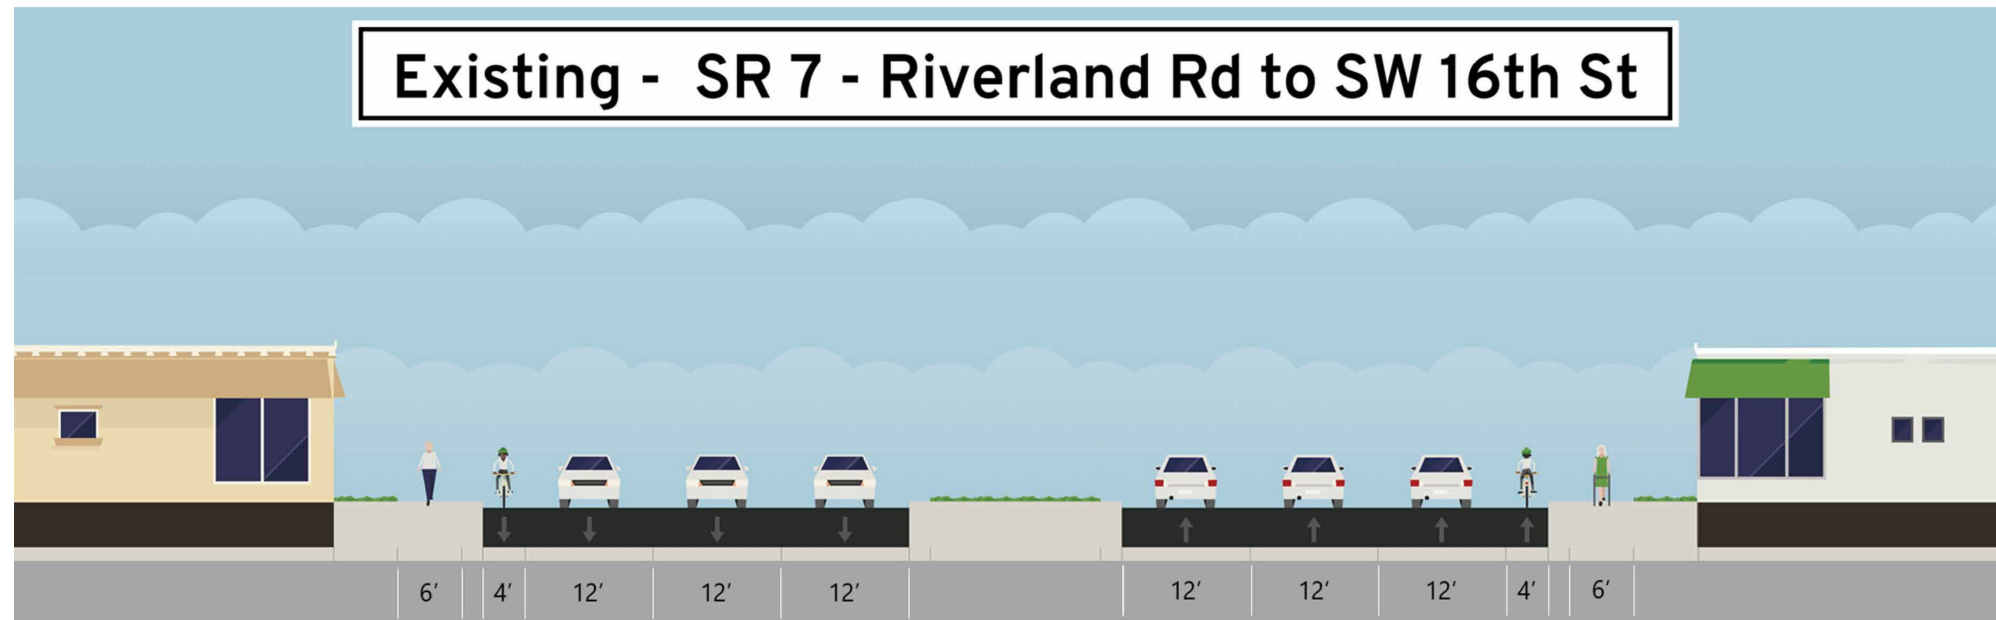 Existing - SR 7 - Riverland Rd to SW 16th St
6' 4' 12' 12' 12' 12' 12' 12' 4' 6'